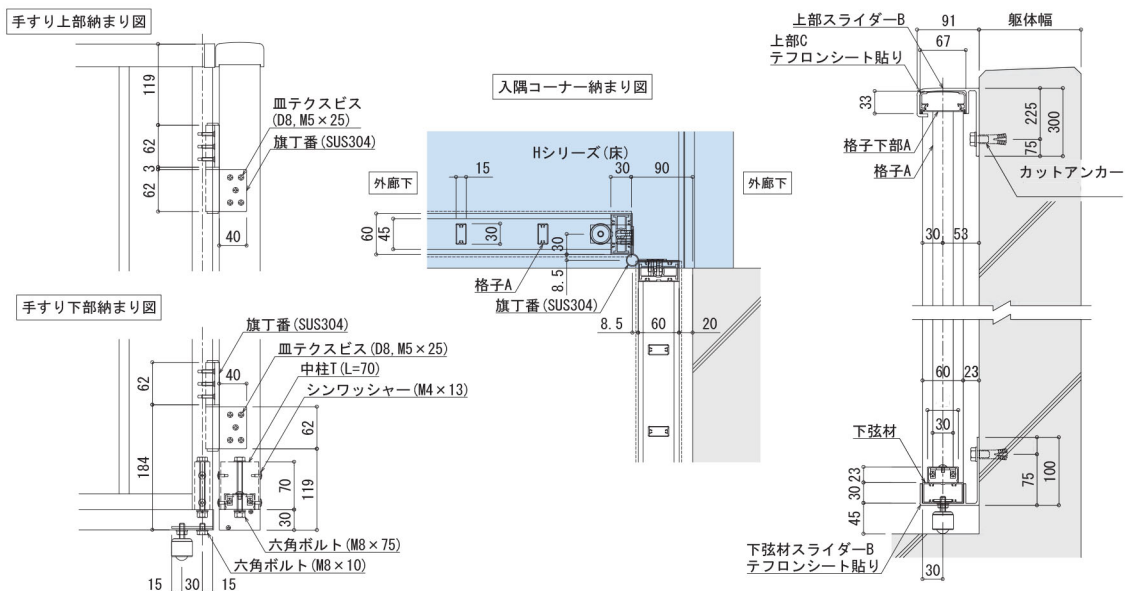 手すり上部納まり図
119
62
3
62
40
皿テクスビス
(D8,M5×25)
旗丁番(SUS304)
手すり下部納まり図
旗丁番(SUS304)
皿テクスビス(D8,M5×25)
中柱T(L=70)
シンワッシャー(M4×13)
40
62
184
62
70
119
30
六角ボルト(M8×75)
六角ボルト(M8×10)
15
30
15
入隅コーナー納まり図
Hシリーズ(床)
外廊下
外廊下
15
30
90
60
45
30
30
8.5
格子A
旗丁番(SUS304)
8.5
60
20
上部スライダーB
91
躯体幅
上部C
テフロンシート貼り
67
33
225
300
75
格子下部A
格子A
カットアンカー
30
53
60
23
30
下弦材
23
30
45
75
100
下弦材スライダーB
テフロンシート貼り
30